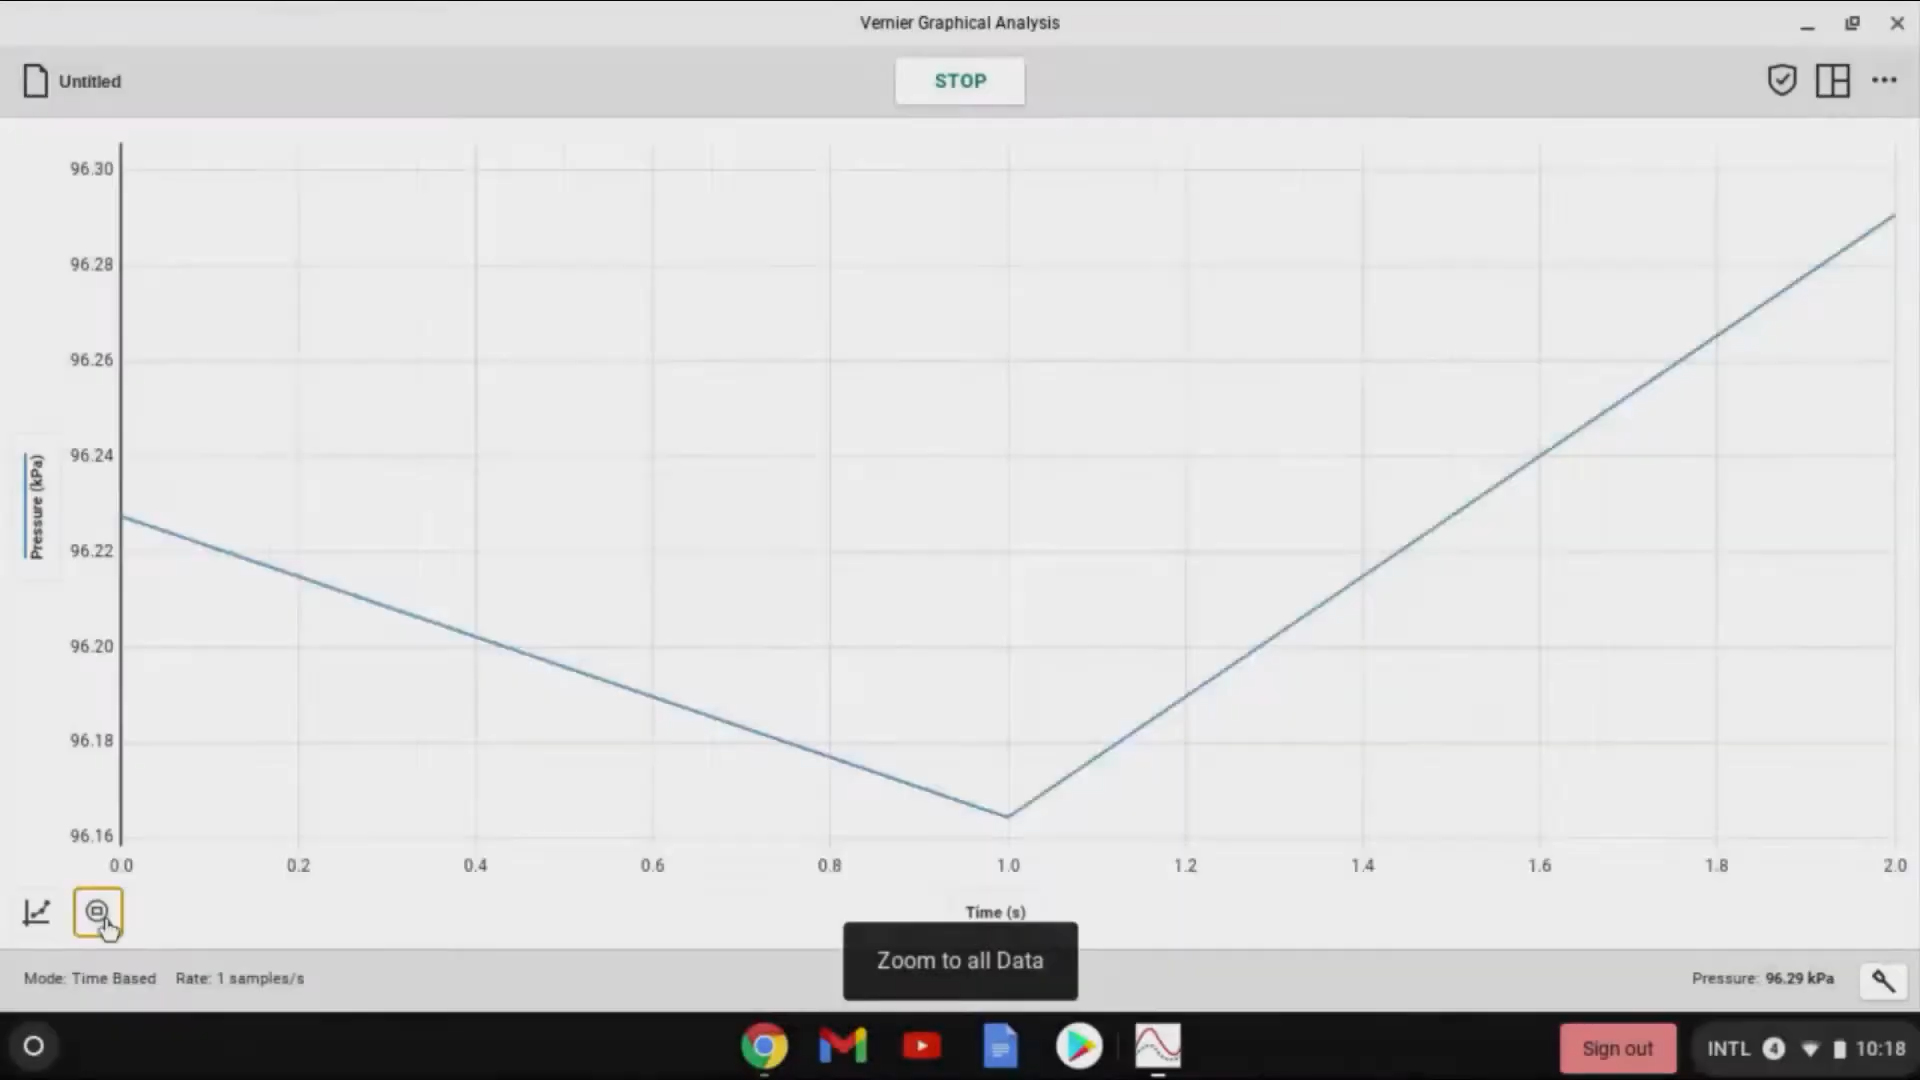 Vernier Graphical Analysis
Untitled
STOP
96.30
96.28
96.26
96.24
96.22
96.20
96.18
96.16
Pressure (kPa)
0.0 0.2 0.4 0.6 0.8 1.0 1.2 1.4 1.6 1.8 2.0
Time (s)
Zoom to all Data
Mode: Time Based Rate: 1 samples/s
Pressure: 96.29 kPa
Sign out
INTL 4 10:18